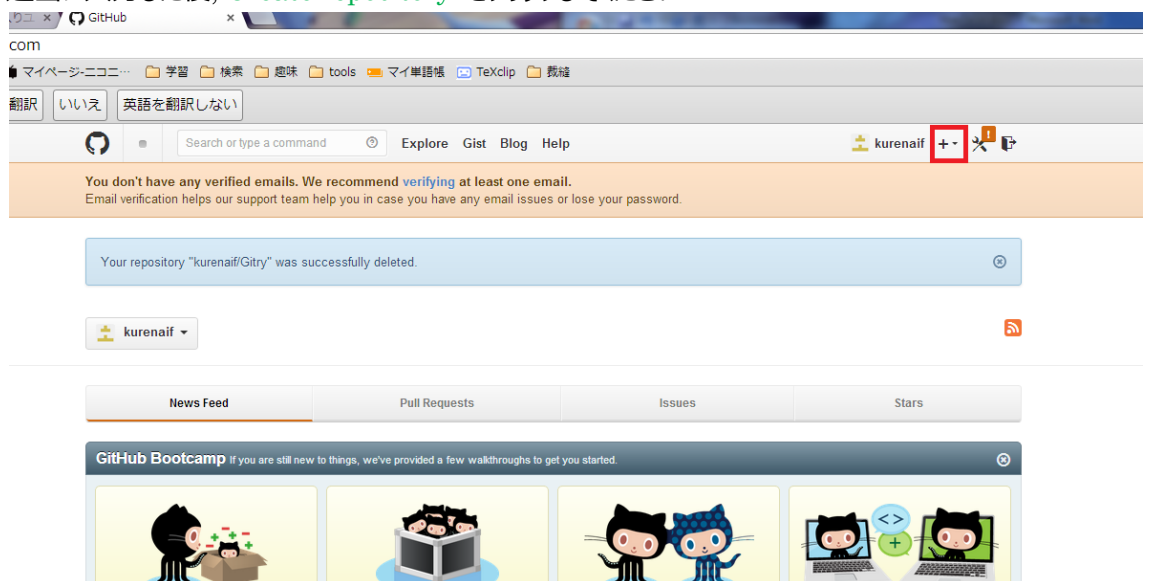 Create repository
GitHub
com
マイページ-ニコニ… 学習 検索 趣味 tools マイ単語帳 TeXclip 裁縫
翻訳 いいえ 英語を翻訳しない
Search or type a command Explore Gist Blog Help kurenaif
You don't have any verified emails. We recommend verifying at least one email.
Email verification helps our support team help you in case you have any email issues or lose your password.
Your repository "kurenaif/Gitry" was successfully deleted.
kurenaif
News Feed Pull Requests Issues Stars
GitHub Bootcamp If you are still new to things, we've provided a few walkthroughs to get you started.